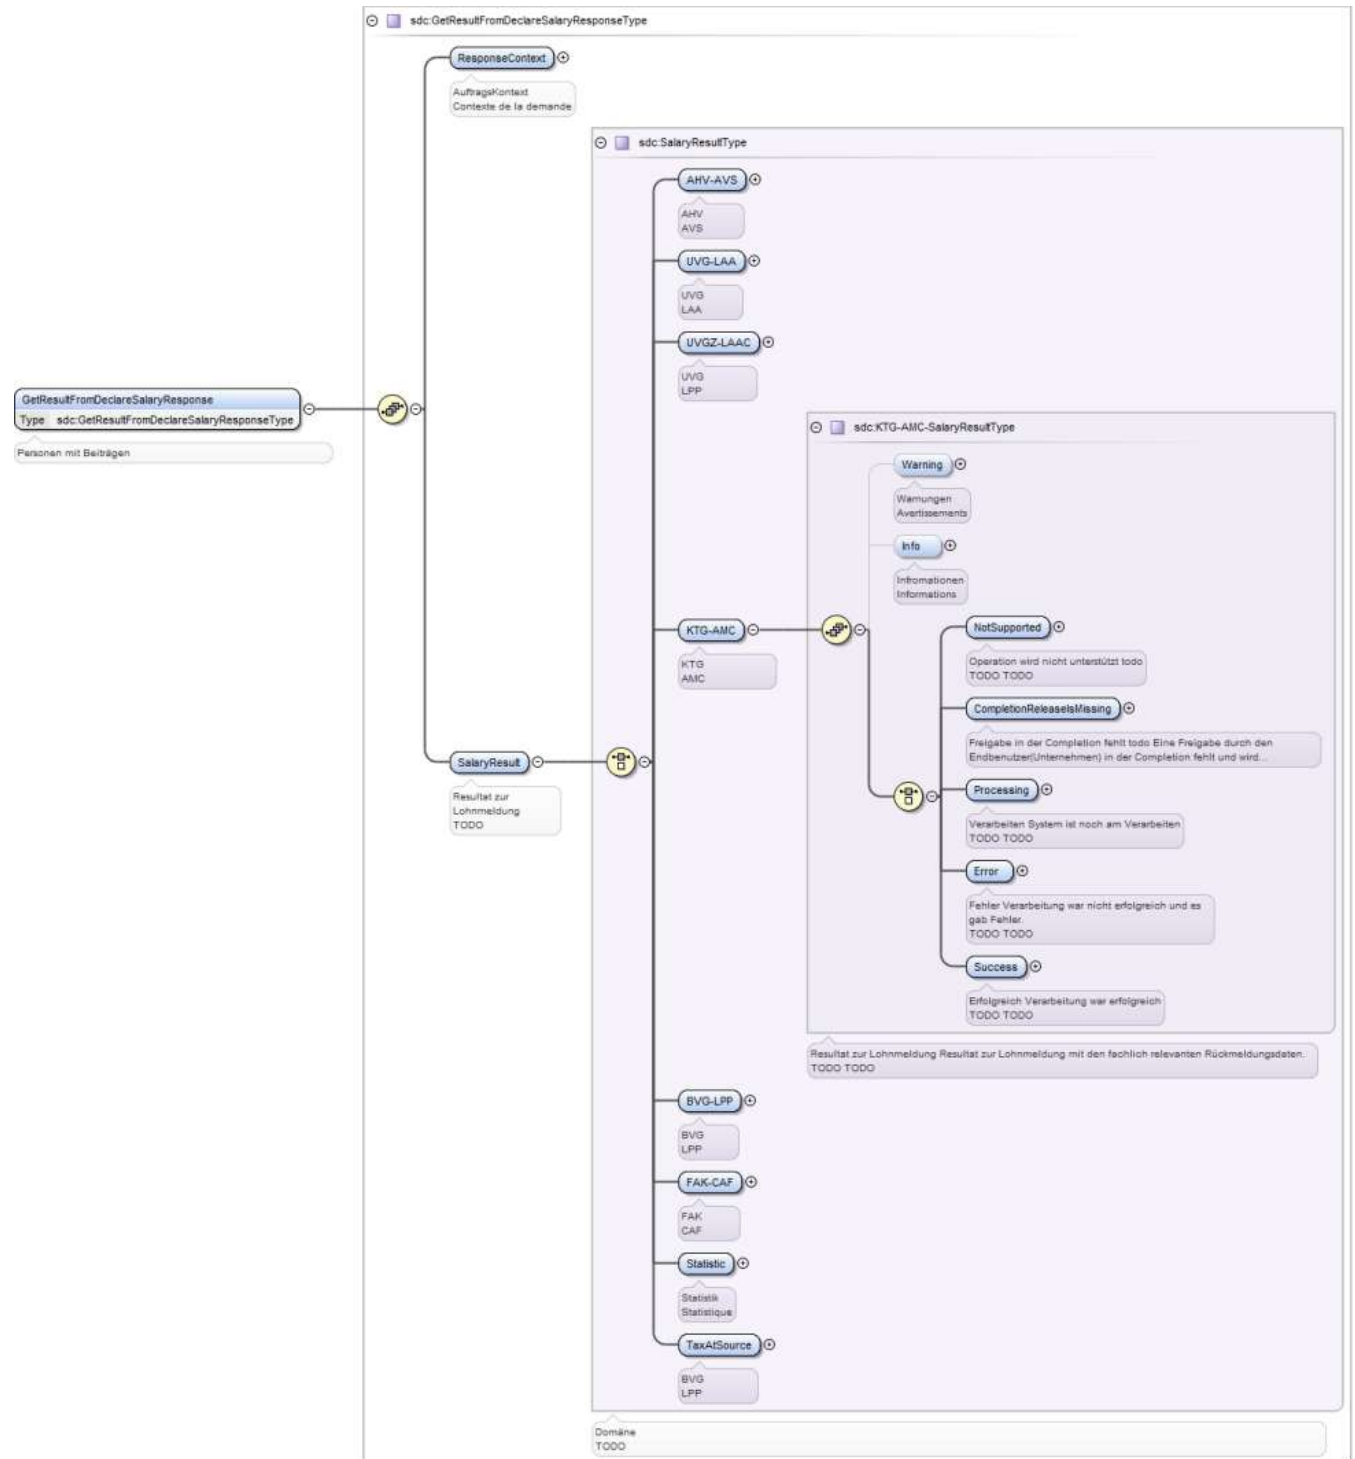 sdc:GetResultFromDeclareSalaryResponseType
ResponseContext
AuftragsKontext
Contexte de la demande
sdc:SalaryResultType
AHV-AVS
AHV
AVS
UVG-LAA
UVG
LAA
UVGZ-LAAC
UVG
LPP
GetResultFromDeclareSalaryResponse
Type sdc:GetResultFromDeclareSalaryResponseType
Personen mit Beiträgen
sdc:KTG-AMC-SalaryResultType
Warning
Warnungen
Avertissements
Info
Infromationen
Informations
KTG-AMC
KTG
AMC
NotSupported
Operation wird nicht unterstützt todo
TODO TODO
CompletionReleaseIsMissing
Freigabe in der Completion fehlt todo Eine Freigabe durch den
Endbenutzer(Unternehmen) in der Completion fehlt und wird...
SalaryResult
Resultat zur
Lohnmeldung
TODO
Processing
Verarbeiten System ist noch am Verarbeiten
TODO TODO
Error
Fehler Verarbeitung war nicht erfolgreich und es
gab Fehler.
TODO TODO
Success
Erfolgreich Verarbeitung war erfolgreich
TODO TODO
Resultat zur Lohnmeldung Resultat zur Lohnmeldung mit den fachlich relevanten Rückmeldungsdaten.
TODO TODO
BVG-LPP
BVG
LPP
FAK-CAF
FAK
CAF
Statistic
Statistik
Statistique
TaxAtSource
BVG
LPP
Domäne
TODO